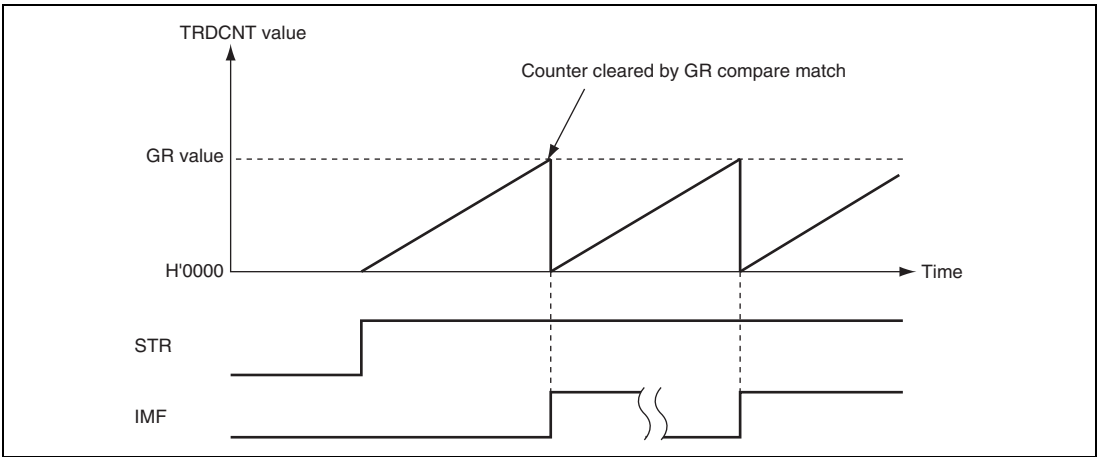 TRDCNT value
Counter cleared by GR compare match
GR value
H'0000
Time
STR
IMF